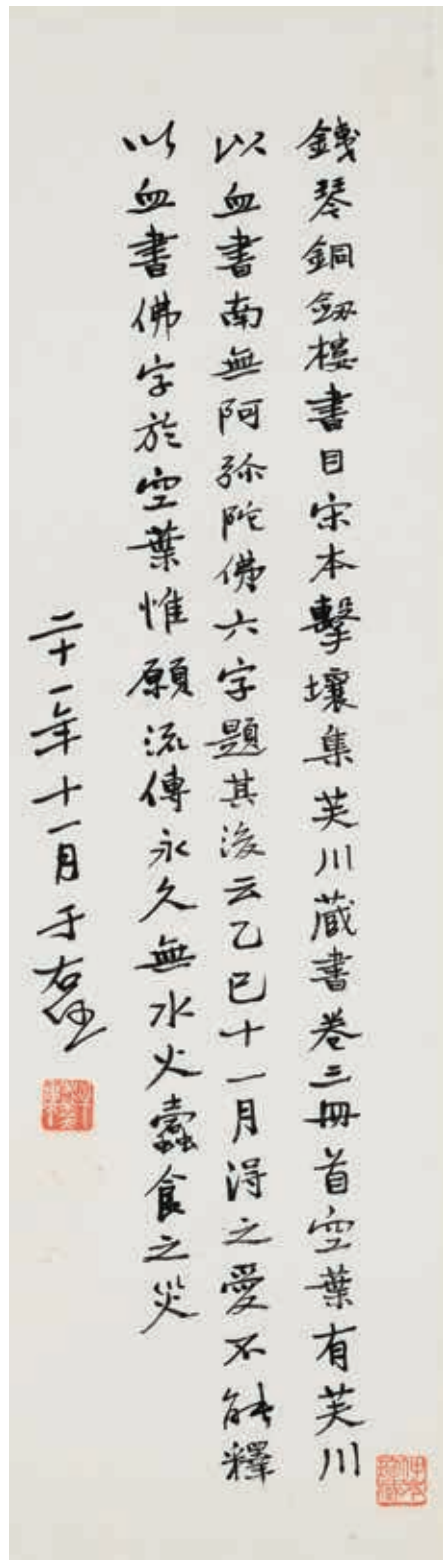 鐵琴銅劍樓書目宋本擊壤集芙川藏書卷三冊首空葉有芙川
以血書南無阿弥陀佛六字題其後云乙巳十一月得之愛不能釋
以血書佛字於空葉惟願流傳永久無水火蠹食之災
二十一年十一月于右任